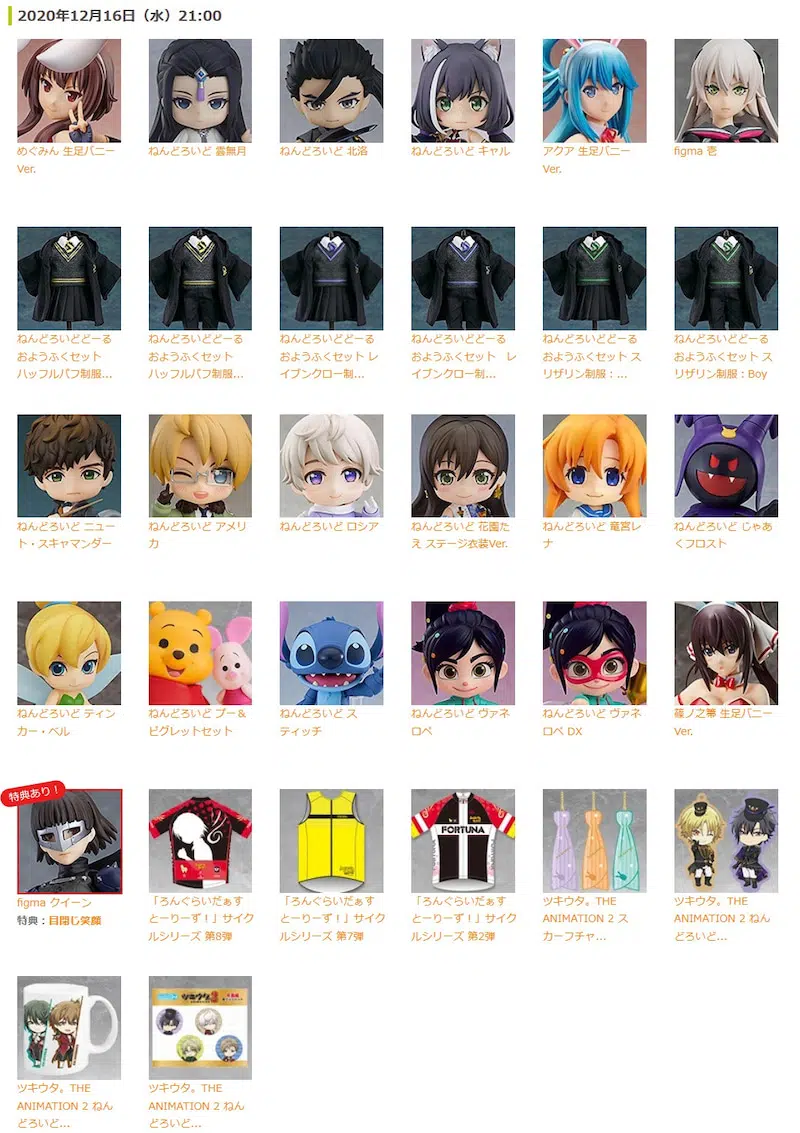 2020年12月16日（水）21:00
めぐみん 生足バニー
Ver.
ねんどろいど 雲無月
ねんどろいど 北洛
ねんどろいど キャル
アクア 生足バニー
Ver.
figma 壱
ねんどろいどどーる
おようふくセット
ハッフルパフ制服...
ねんどろいどどーる
おようふくセット
ハッフルパフ制服...
ねんどろいどどーる
おようふくセット レ
イブンクロー制...
ねんどろいどどーる
おようふくセット　レ
イブンクロー制...
ねんどろいどどーる
おようふくセット ス
リザリン制服：...
ねんどろいどどーる
おようふくセット ス
リザリン制服：Boy
ねんどろいど ニュー
ト・スキャマンダー
ねんどろいど アメリ
カ
ねんどろいど ロシア
ねんどろいど 花園た
え ステージ衣装Ver.
ねんどろいど 竜宮レ
ナ
ねんどろいど じゃあ
くフロスト
ねんどろいど ティン
カー・ベル
ねんどろいど プー＆
ピグレットセット
ねんどろいど ス
ティッチ
ねんどろいど ヴァネ
ロペ
ねんどろいど ヴァネ
ロペ DX
篠ノ之箒 生足バニー
Ver.
特典あり！
figma クイーン
特典：目閉じ笑顔
「ろんぐらいだぁす
とーりーず！」サイク
ルシリーズ 第8弾
「ろんぐらいだぁす
とーりーず！」サイク
ルシリーズ 第7弾
FORTUNA
「ろんぐらいだぁす
とーりーず！」サイク
ルシリーズ 第2弾
ツキウタ。THE
ANIMATION 2 ス
カーフチャ...
ツキウタ。THE
ANIMATION 2 ねん
どろいど...
ツキウタ。THE
ANIMATION 2 ねん
どろいど...
ツキウタ。THE
ANIMATION 2 ねん
どろいど...